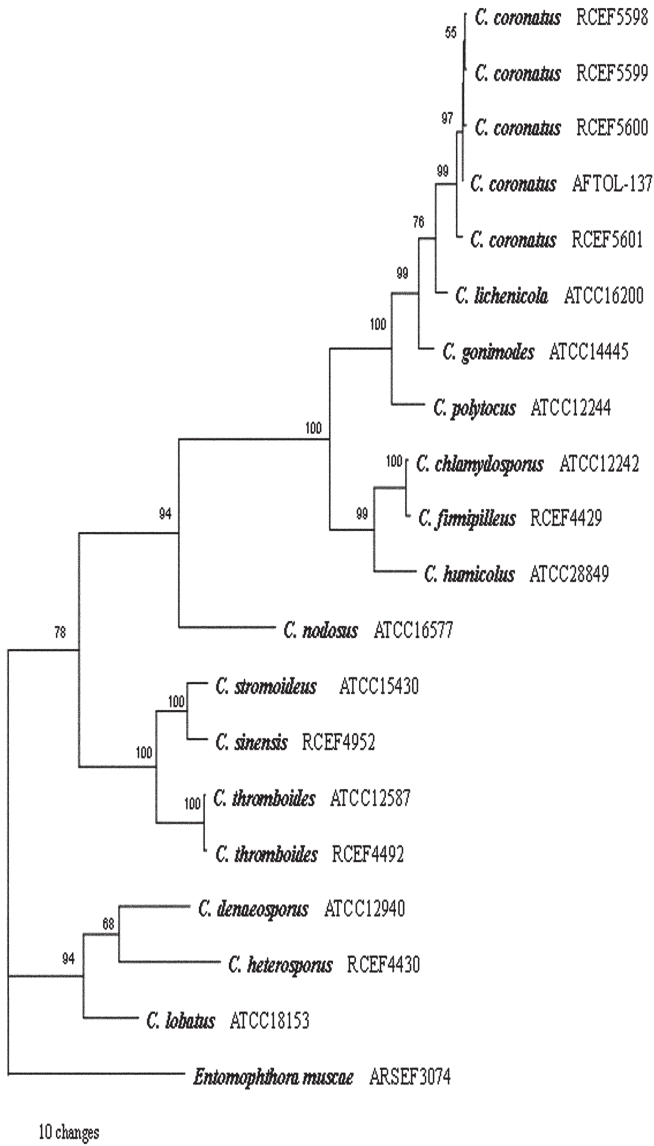 C. coronatus RCEF5598
55
C. coronatus RCEF5599
97
C. coronatus RCEF5600
99
C. coronatus AFTOL-137
76
C. coronatus RCEF5601
99
C. lichenicola ATCC16200
100
C. gonimodes ATCC14445
C. polytocus ATCC12244
100
100
C. chlamydosporus ATCC12242
99
C. firmipilleus RCEF4429
94
C. humicolus ATCC28849
78
C. nodosus ATCC16577
100
C. stromoideus ATCC15430
100
C. sinensis RCEF4952
100
C. thromboides ATCC12587
C. thromboides RCEF4492
68
C. denaeosporus ATCC12940
94
C. heterosporus RCEF4430
C. lobatus ATCC18153
Entomophthora muscae ARSEF3074
10 changes